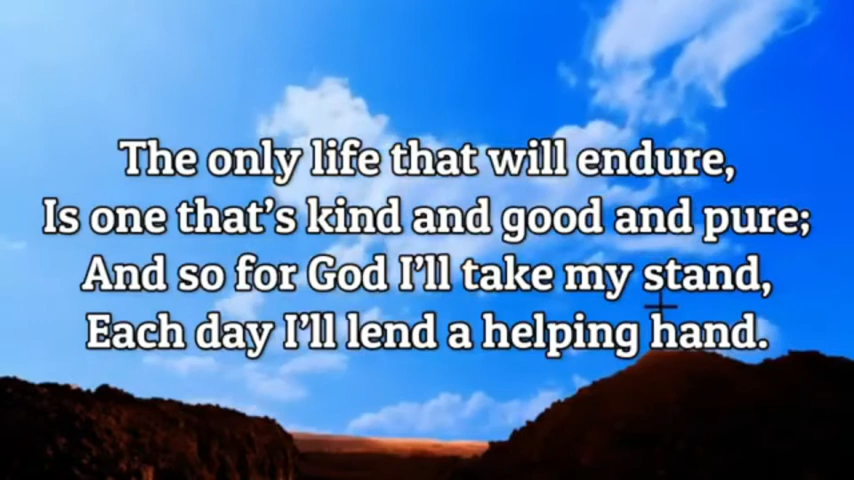 The only life that will endure,
Is one that’s kind and good and pure;
And so for God I’ll take my stand,
Each day I’ll lend a helping hand.